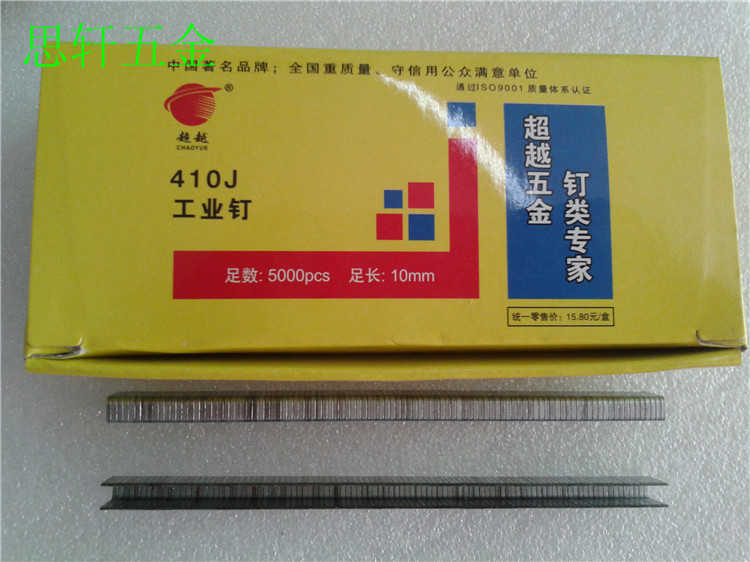 思轩五金
中国著名品牌；全国重质量、守信用公众满意单位
通过ISO9001 质量体系认证
®
超越
CHAOYUE
410J
工业钉
足数: 5000pcs 足长: 10mm
超越五金
钉类专家
统一零售价：15.80元/盒